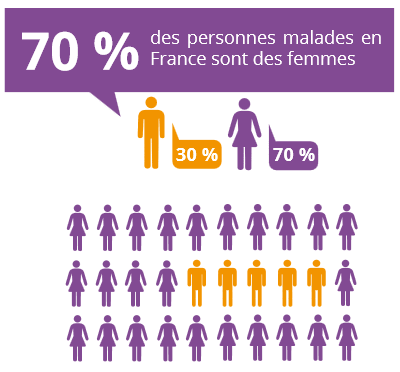 70 %
des personnes malades en
France sont des femmes
30 %
70 %